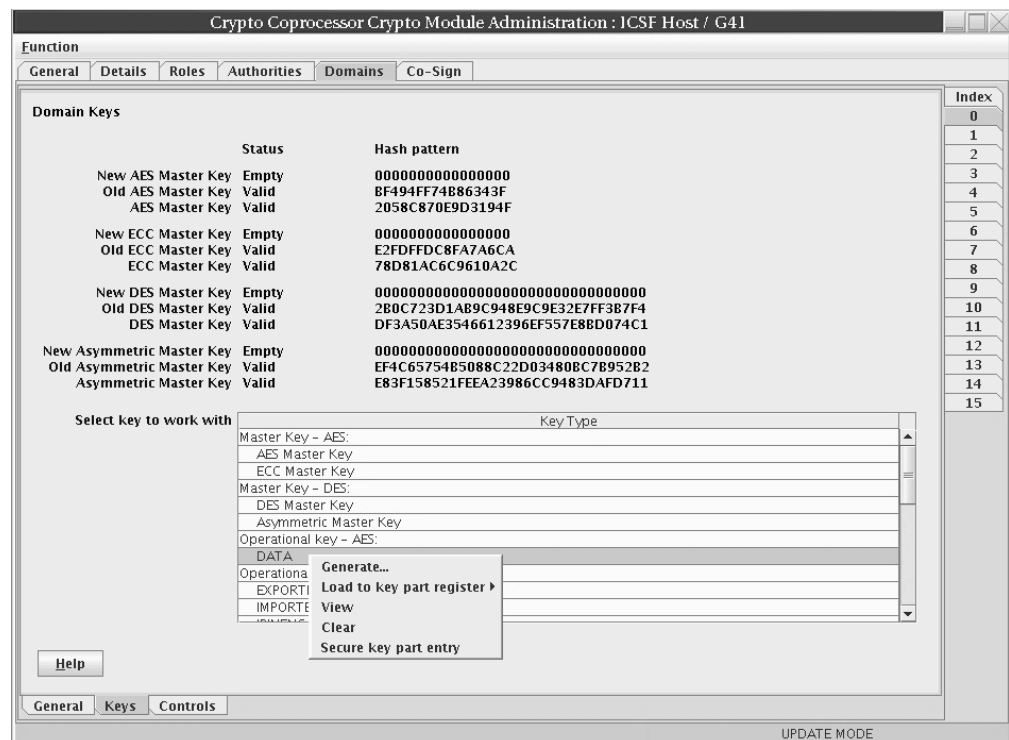 Crypto Coprocessor Crypto Module Administration : ICSF Host / G41
Function
General Details Roles Authorities Domains Co-Sign
Index
0
1
2
3
4
5
6
7
8
9
10
11
12
13
14
15
Domain Keys
Status Hash pattern
New AES Master Key Empty 0000000000000000
Old AES Master Key Valid BF494FF74B86343F
AES Master Key Valid 2058C870E9D3194F
New ECC Master Key Empty 0000000000000000
Old ECC Master Key Valid E2FDFFDC8FA7A6CA
ECC Master Key Valid 78D81AC6C9610A2C
New DES Master Key Empty 00000000000000000000000000000000
Old DES Master Key Valid 2B0C723D1AB9C948E9C9E32E7FF3B7F4
DES Master Key Valid DF3A50AE3546612396EF557E8BD074C1
New Asymmetric Master Key Empty 00000000000000000000000000000000
Old Asymmetric Master Key Valid EF4C65754B5088C22D03480BC7B952B2
Asymmetric Master Key Valid E83F158521FEEA23986CC9483DAFD711
Select key to work with
Key Type
Master Key – AES:
AES Master Key
ECC Master Key
Master Key – DES:
DES Master Key
Asymmetric Master Key
Operational key – AES:
DATA
Operationa
EXPORT
IMPORTE
Generate...
Load to key part register
View
Clear
Secure key part entry
Help
General Keys Controls
UPDATE MODE